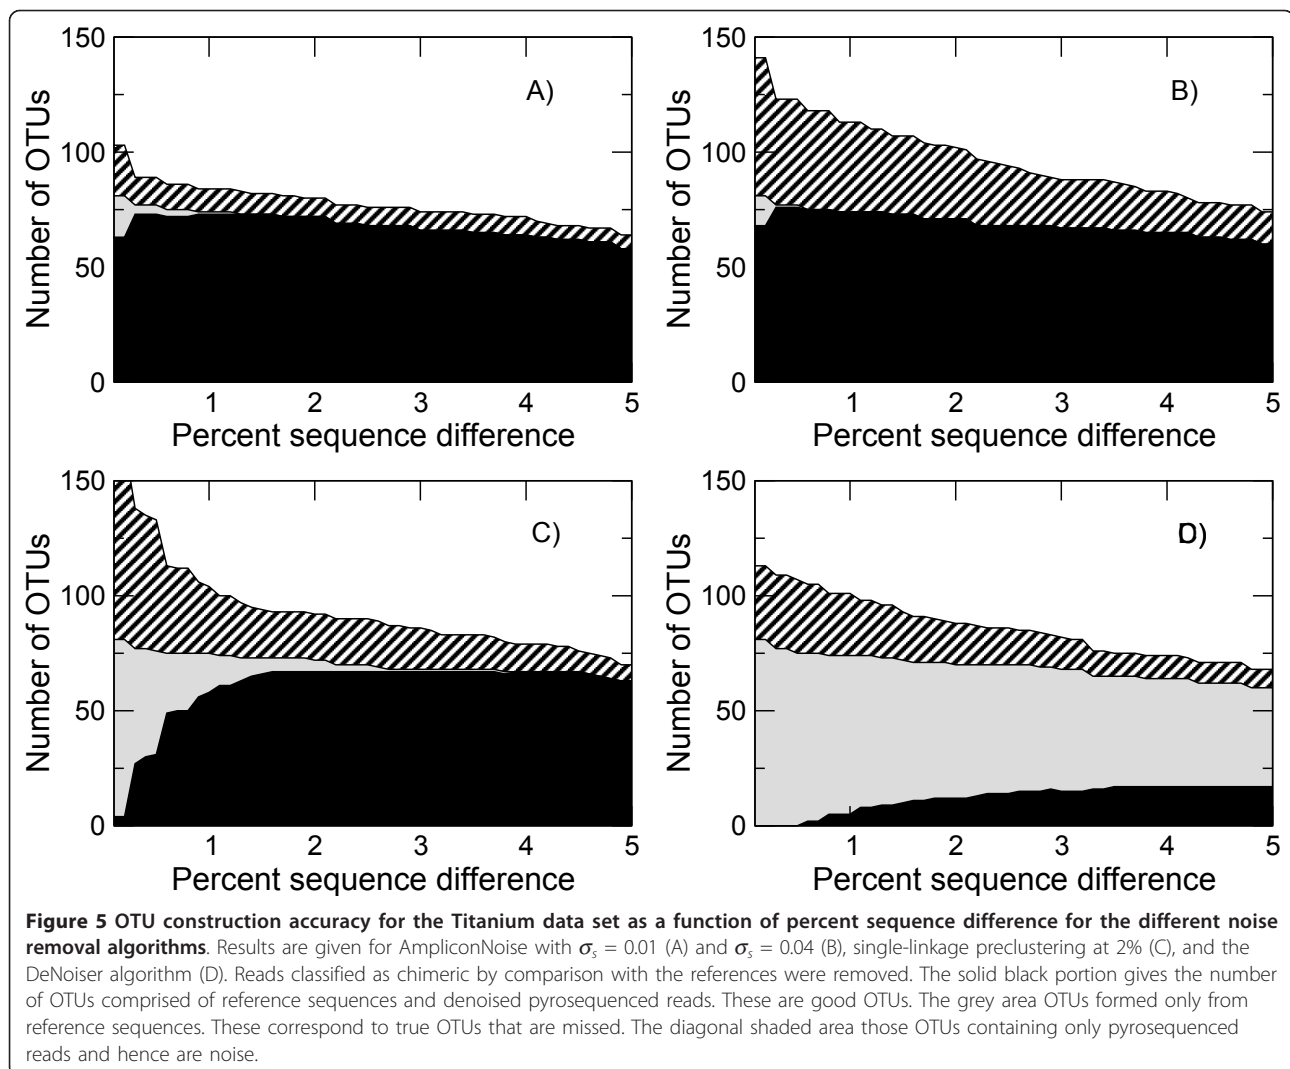 150
100
50
0
Number of OTUs
A)
1 2 3 4 5
Percent sequence difference
150
100
50
0
Number of OTUs
B)
1 2 3 4 5
Percent sequence difference
150
100
50
0
Number of OTUs
C)
1 2 3 4 5
Percent sequence difference
150
100
50
0
Number of OTUs
D)
1 2 3 4 5
Percent sequence difference
Figure 5 OTU construction accuracy for the Titanium data set as a function of percent sequence difference for the different noise
removal algorithms. Results are given for AmpliconNoise with σs = 0.01 (A) and σs = 0.04 (B), single-linkage preclustering at 2% (C), and the
DeNoiser algorithm (D). Reads classified as chimeric by comparison with the references were removed. The solid black portion gives the number
of OTUs comprised of reference sequences and denoised pyrosequenced reads. These are good OTUs. The grey area OTUs formed only from
reference sequences. These correspond to true OTUs that are missed. The diagonal shaded area those OTUs containing only pyrosequenced
reads and hence are noise.